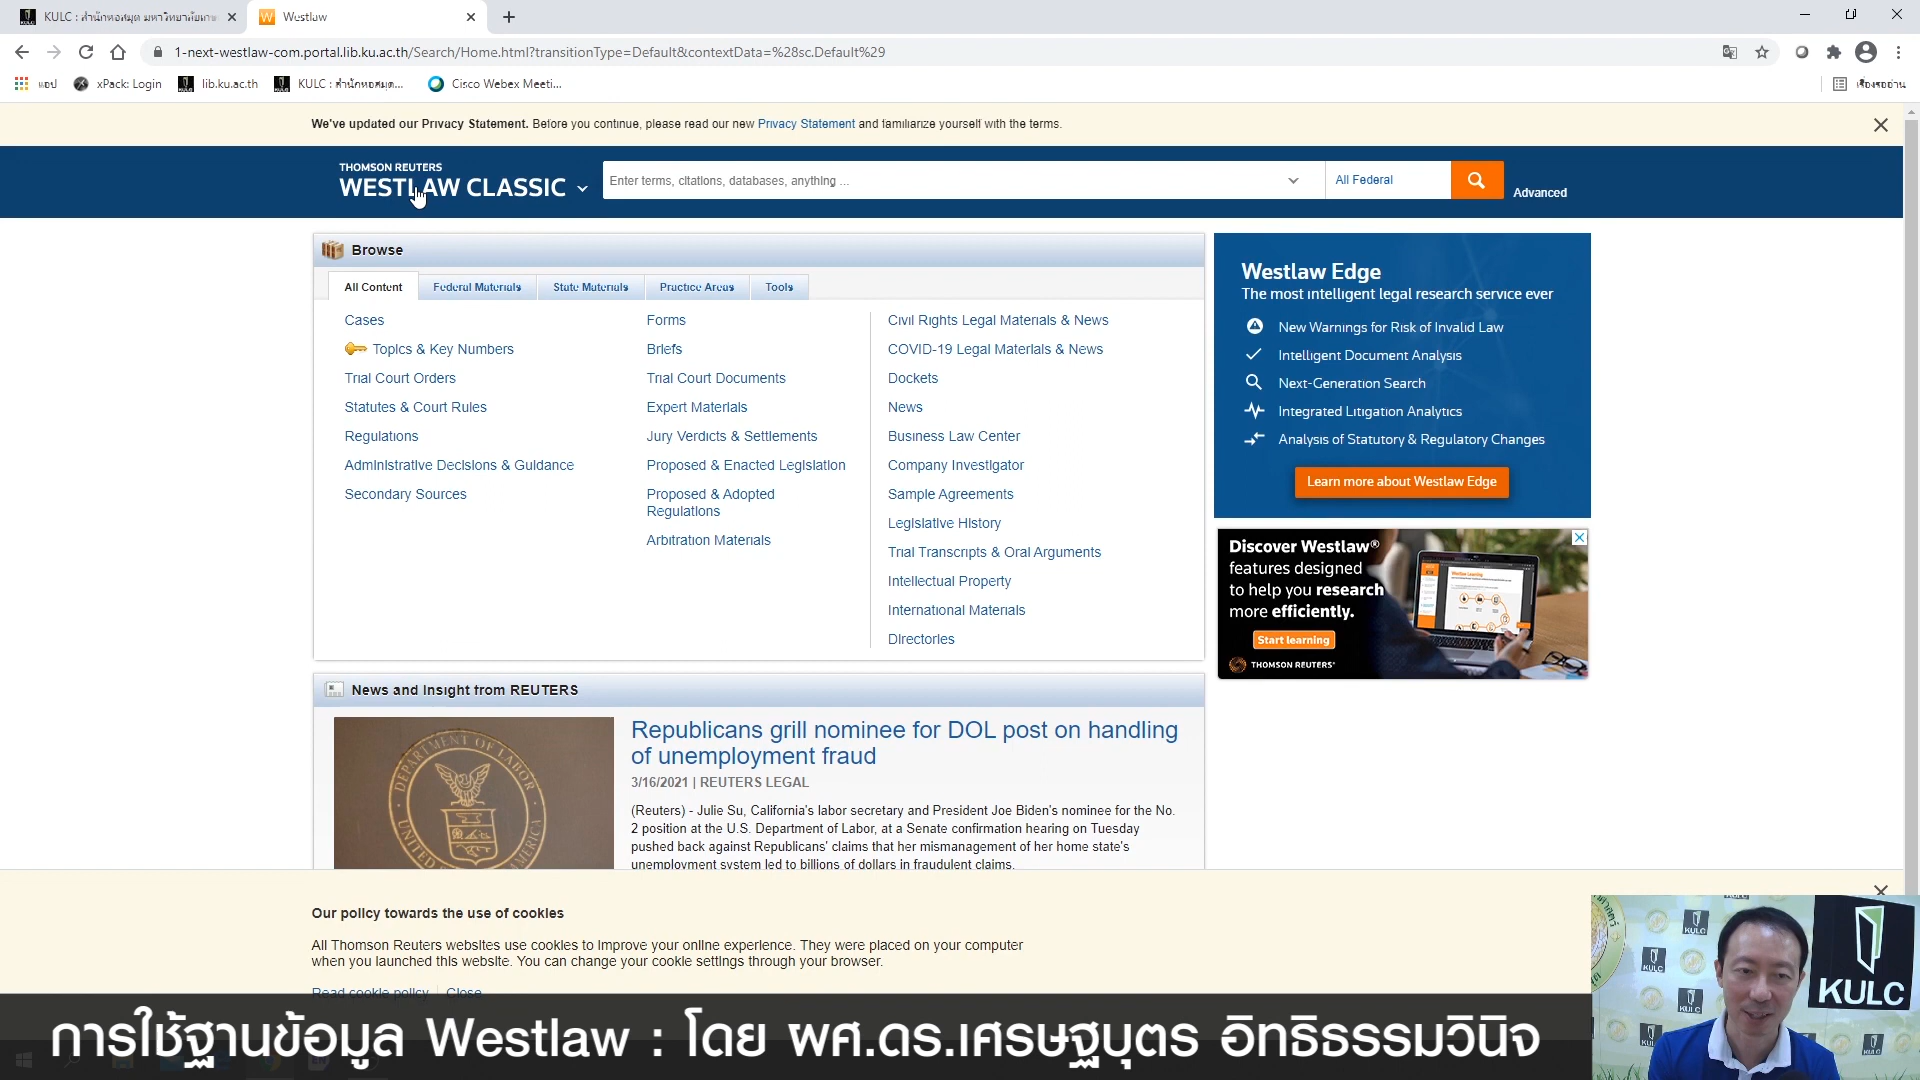 KULC : สำนักหอสมุด มหาวิทยาลัยเกษ
Westlaw
1-next-westlaw-com.portal.lib.ku.ac.th/Search/Home.html?transitionType=Default&contextData=%28sc.Default%29
แอป xPack: Login lib.ku.ac.th KULC : สำนักหอสมุด... Cisco Webex Meeti...
We've updated our Privacy Statement. Before you continue, please read our new Privacy Statement and familiarize yourself with the terms.
THOMSON REUTERS
WESTLAW CLASSIC
Enter terms, citations, databases, anything ...
All Federal
Advanced
Browse
All Content Federal Materials State Materials Practice Areas Tools
Cases
Topics & Key Numbers
Trial Court Orders
Statutes & Court Rules
Regulations
Administrative Decisions & Guidance
Secondary Sources
Forms
Briefs
Trial Court Documents
Expert Materials
Jury Verdicts & Settlements
Proposed & Enacted Legislation
Proposed & Adopted
Regulations
Arbitration Materials
Civil Rights Legal Materials & News
COVID-19 Legal Materials & News
Dockets
News
Business Law Center
Company Investigator
Sample Agreements
Legislative History
Trial Transcripts & Oral Arguments
Intellectual Property
International Materials
Directories
Westlaw Edge
The most intelligent legal research service ever
New Warnings for Risk of Invalid Law
Intelligent Document Analysis
Next-Generation Search
Integrated Litigation Analytics
Analysis of Statutory & Regulatory Changes
Learn more about Westlaw Edge
Discover Westlaw®
features designed
to help you research
more efficiently.
Start learning
THOMSON REUTERS®
News and Insight from REUTERS
DEPARTMENT OF LABOR
UNITED AMERICA
Republicans grill nominee for DOL post on handling
of unemployment fraud
3/16/2021 | REUTERS LEGAL
(Reuters) - Julie Su, California's labor secretary and President Joe Biden's nominee for the No.
2 position at the U.S. Department of Labor, at a Senate confirmation hearing on Tuesday
pushed back against Republicans' claims that her mismanagement of her home state's
unemployment system led to billions of dollars in fraudulent claims.
Our policy towards the use of cookies
All Thomson Reuters websites use cookies to improve your online experience. They were placed on your computer
when you launched this website. You can change your cookie settings through your browser.
Read cookie policy Close
การใช้ฐานข้อมูล Westlaw : โดย ผศ.ดร.เศรษฐบุตร อิทธิธรรมวินิจ
KULC
KULC
KULC